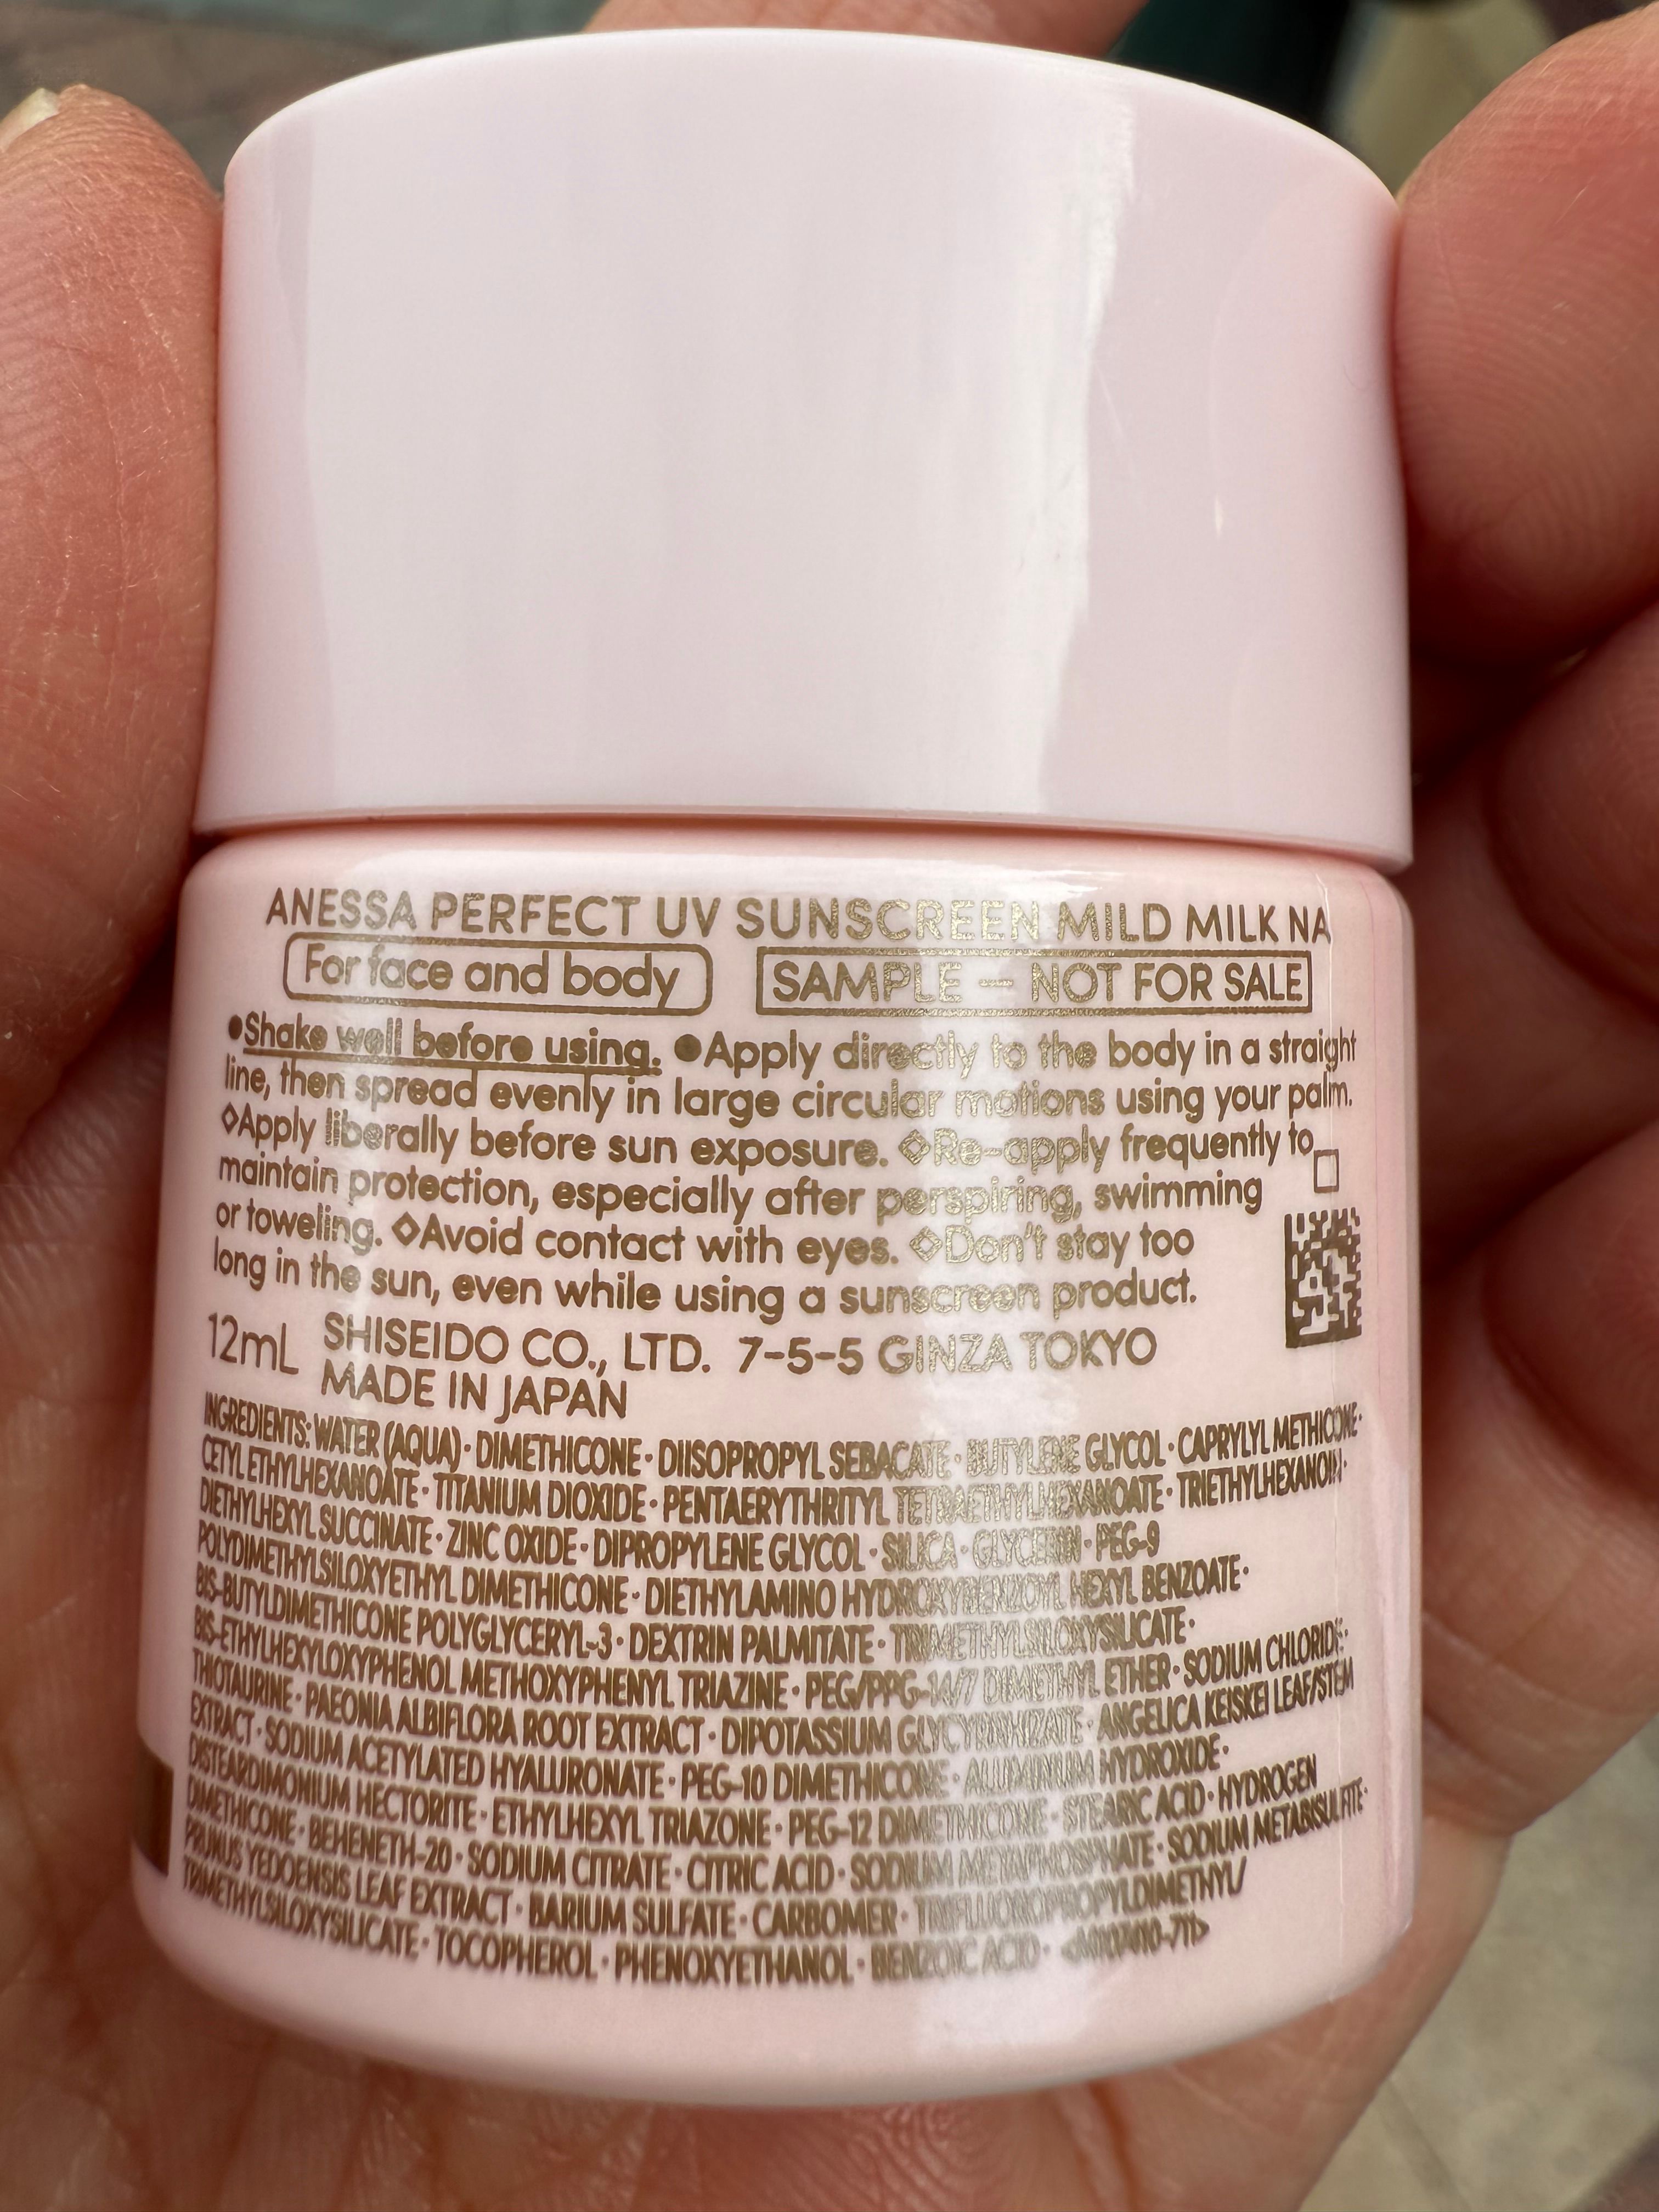 ANESSA PERFECT UV SUNSCREEN MILD MILK NA
For face and body SAMPLE — NOT FOR SALE
●Shake well before using. ●Apply directly to the body in a straight
line, then spread evenly in large circular motions using your palm.
◇Apply liberally before sun exposure. ◇Re-apply frequently to
maintain protection, especially after perspiring, swimming
or toweling. ◇Avoid contact with eyes. ◇Don't stay too
long in the sun, even while using a sunscreen product.
12mL SHISEIDO CO., LTD. 7-5-5 GINZA TOKYO
MADE IN JAPAN
INGREDIENTS: WATER (AQUA)· DIMETHICONE· DIISOPROPYL SEBACATE· BUTYLENE GLYCOL· CAPRYLYL METHICONE·
CETYL ETHYLHEXANOATE· TITANIUM DIOXIDE· PENTAERYTHRITYL TETRAETHYLHEXANOATE· TRIETHYLHEXANOIN·
DIETHYLHEXYL SUCCINATE· ZINC OXIDE· DIPROPYLENE GLYCOL· SILICA· GLYCERIN· PEG-9
POLYDIMETHYLSILOXYETHYL DIMETHICONE· DIETHYLAMINO HYDROXYBENZOYL HEXYL BENZOATE·
BIS-BUTYLDIMETHICONE POLYGLYCERYL-3· DEXTRIN PALMITATE· TRIMETHYLSILOXYSILICATE·
BIS-ETHYLHEXYLOXYPHENOL METHOXYPHENYL TRIAZINE· PEG/PPG-14/7 DIMETHYL ETHER· SODIUM CHLORIDE·
THIOTAURINE· PAEONIA ALBIFLORA ROOT EXTRACT· DIPOTASSIUM GLYCYRRHIZATE· ANGELICA KEISKEI LEAF/STEM
EXTRACT· SODIUM ACETYLATED HYALURONATE· PEG-10 DIMETHICONE· ALUMINUM HYDROXIDE·
DISTEARDIMONIUM HECTORITE· ETHYLHEXYL TRIAZONE· PEG-12 DIMETHICONE· STEARIC ACID· HYDROGEN
DIMETHICONE· BEHENETH-20· SODIUM CITRATE· CITRIC ACID· SODIUM METAPHOSPHATE· SODIUM METABISULFITE·
PRUNUS YEDOENSIS LEAF EXTRACT· BARIUM SULFATE· CARBOMER· TRIFLUOROPROPYLDIMETHYL/
TRIMETHYLSILOXYSILICATE· TOCOPHEROL· PHENOXYETHANOL· BENZOIC ACID·